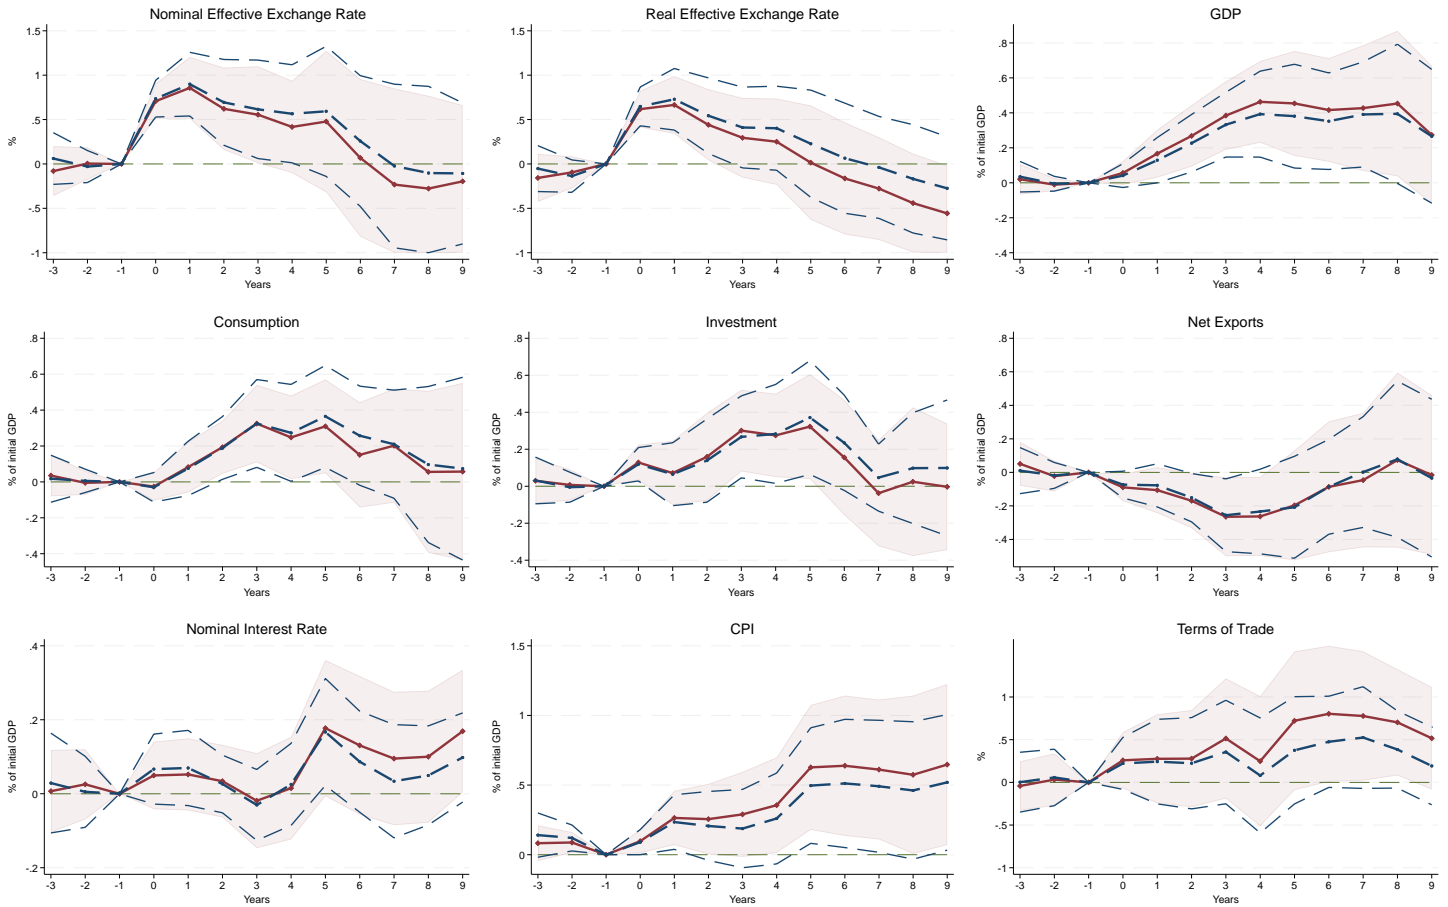 Nominal Effective Exchange Rate
1.5
1
.5
0
-.5
-1
%
-3 -2 -1 0 1 2 3 4 5 6 7 8 9
Years
Real Effective Exchange Rate
1.5
1
.5
0
-.5
-1
%
-3 -2 -1 0 1 2 3 4 5 6 7 8 9
Years
GDP
.8
.6
.4
.2
0
-.2
-.4
% of initial GDP
-3 -2 -1 0 1 2 3 4 5 6 7 8 9
Years
Consumption
.8
.6
.4
.2
0
-.2
-.4
% of initial GDP
-3 -2 -1 0 1 2 3 4 5 6 7 8 9
Years
Investment
.8
.6
.4
.2
0
-.2
-.4
% of initial GDP
-3 -2 -1 0 1 2 3 4 5 6 7 8 9
Years
Net Exports
.8
.6
.4
.2
0
-.2
-.4
% of initial GDP
-3 -2 -1 0 1 2 3 4 5 6 7 8 9
Years
Nominal Interest Rate
.4
.2
0
-.2
% of initial GDP
-3 -2 -1 0 1 2 3 4 5 6 7 8 9
Years
CPI
1.5
1
.5
0
% of initial GDP
-3 -2 -1 0 1 2 3 4 5 6 7 8 9
Years
Terms of Trade
1
.5
0
-.5
-1
%
-3 -2 -1 0 1 2 3 4 5 6 7 8 9
Years